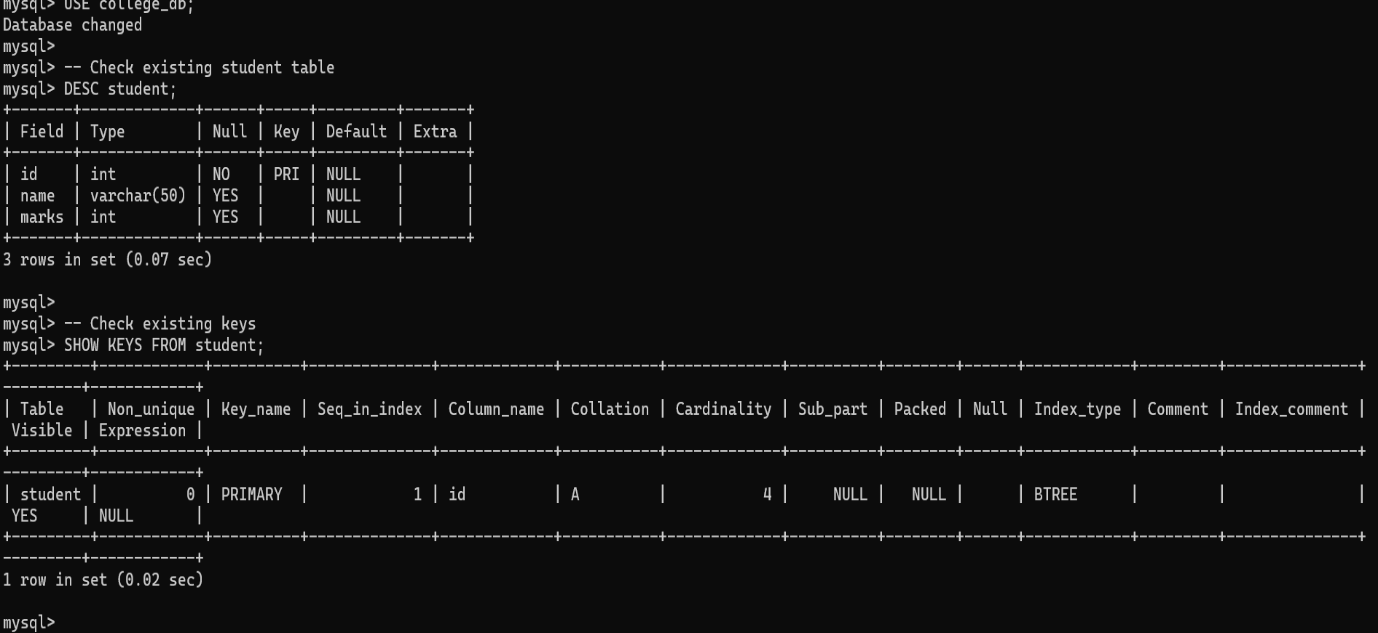 mysql> USE college_db;
Database changed
mysql>
mysql> -- Check existing student table
mysql> DESC student;
+-------+-------------+------+-----+---------+-------+
| Field | Type        | Null | Key | Default | Extra |
+-------+-------------+------+-----+---------+-------+
| id    | int         | NO   | PRI | NULL    |       |
| name  | varchar(50) | YES  |     | NULL    |       |
| marks | int         | YES  |     | NULL    |       |
+-------+-------------+------+-----+---------+-------+
3 rows in set (0.07 sec)

mysql>
mysql> -- Check existing keys
mysql> SHOW KEYS FROM student;
+---------+------------+----------+--------------+-------------+-----------+-------------+----------+--------+------+------------+---------+---------------+
---------+------------+
| Table   | Non_unique | Key_name | Seq_in_index | Column_name | Collation | Cardinality | Sub_part | Packed | Null | Index_type | Comment | Index_comment |
 Visible | Expression |
+---------+------------+----------+--------------+-------------+-----------+-------------+----------+--------+------+------------+---------+---------------+
---------+------------+
| student |          0 | PRIMARY  |            1 | id          | A         |           4 |     NULL |   NULL |      | BTREE      |         |               |
 YES     | NULL       |
+---------+------------+----------+--------------+-------------+-----------+-------------+----------+--------+------+------------+---------+---------------+
---------+------------+
1 row in set (0.02 sec)

mysql>